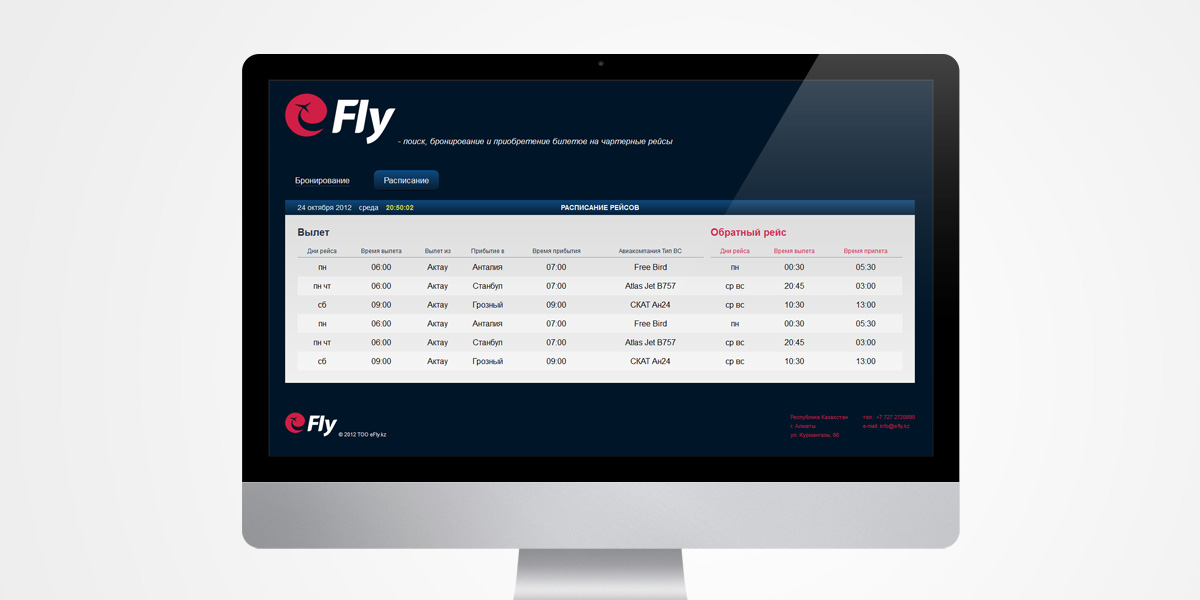 eFly
- поиск, бронирование и приобретение билетов на чартерные рейсы
Бронирование Расписание
24 октября 2012 среда 20:50:02 РАСПИСАНИЕ РЕЙСОВ
Вылет Обратный рейс
Дни рейса Время вылета Вылет из Прибытие в Время прибытия Авиакомпания Тип ВС Дни рейса Время вылета Время прилета
пн 06:00 Актау Анталия 07:00 Free Bird пн 00:30 05:30
пн чт 06:00 Актау Станбул 07:00 Atlas Jet B757 ср вс 20:45 03:00
сб 09:00 Актау Грозный 09:00 СКАТ Ан24 ср вс 10:30 13:00
пн 06:00 Актау Анталия 07:00 Free Bird пн 00:30 05:30
пн чт 06:00 Актау Станбул 07:00 Atlas Jet B757 ср вс 20:45 03:00
сб 09:00 Актау Грозный 09:00 СКАТ Ан24 ср вс 10:30 13:00
eFly © 2012 ТОО eFly.kz
Республика Казахстан тел.: +7 727
г. Алматы e-mail: info@efly.kz
ул. Курмангазы,